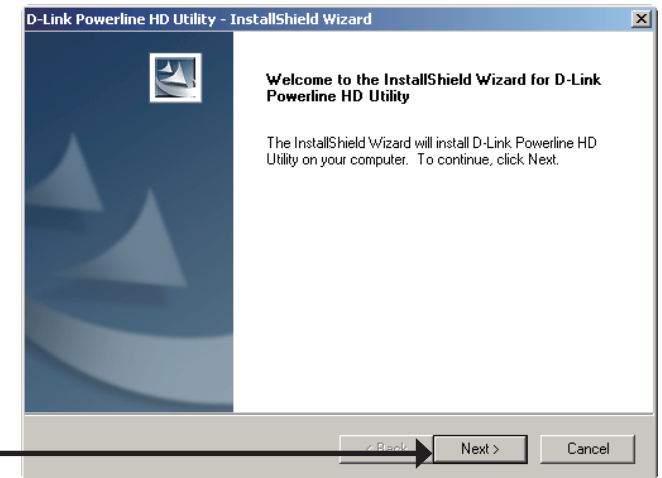 D-Link Powerline HD Utility - InstallShield Wizard
Welcome to the InstallShield Wizard for D-Link
Powerline HD Utility
The InstallShield Wizard will install D-Link Powerline HD
Utility on your computer. To continue, click Next.
< Back
Next >
Cancel